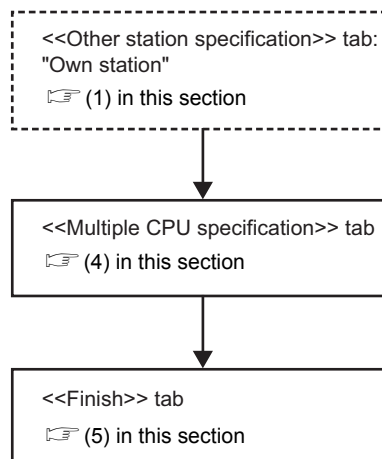 <<Other station specification>> tab:
"Own station"
☞ (1) in this section
<<Multiple CPU specification>> tab
☞ (4) in this section
<<Finish>> tab
☞ (5) in this section